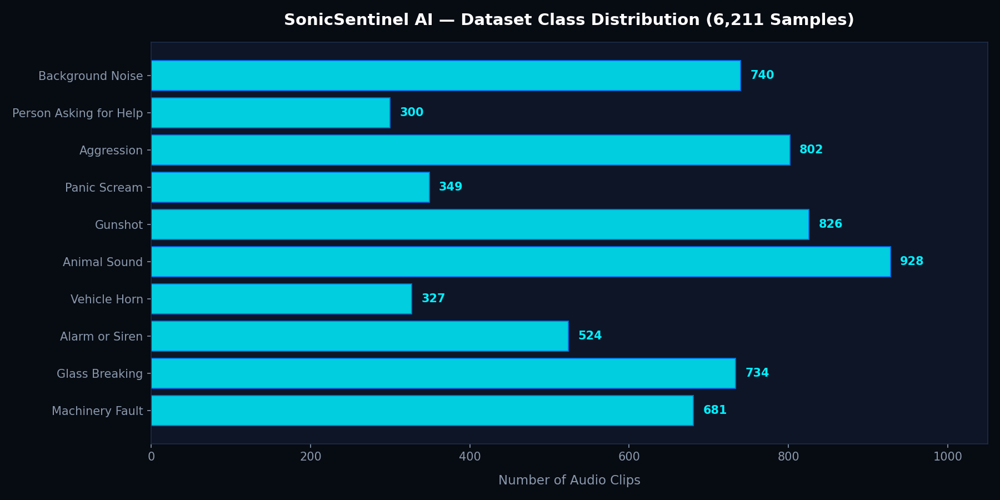 SonicSentinel AI — Dataset Class Distribution (6,211 Samples)
Background Noise 740
Person Asking for Help 300
Aggression 802
Panic Scream 349
Gunshot 826
Animal Sound 928
Vehicle Horn 327
Alarm or Siren 524
Glass Breaking 734
Machinery Fault 681
0 200 400 600 800 1000
Number of Audio Clips